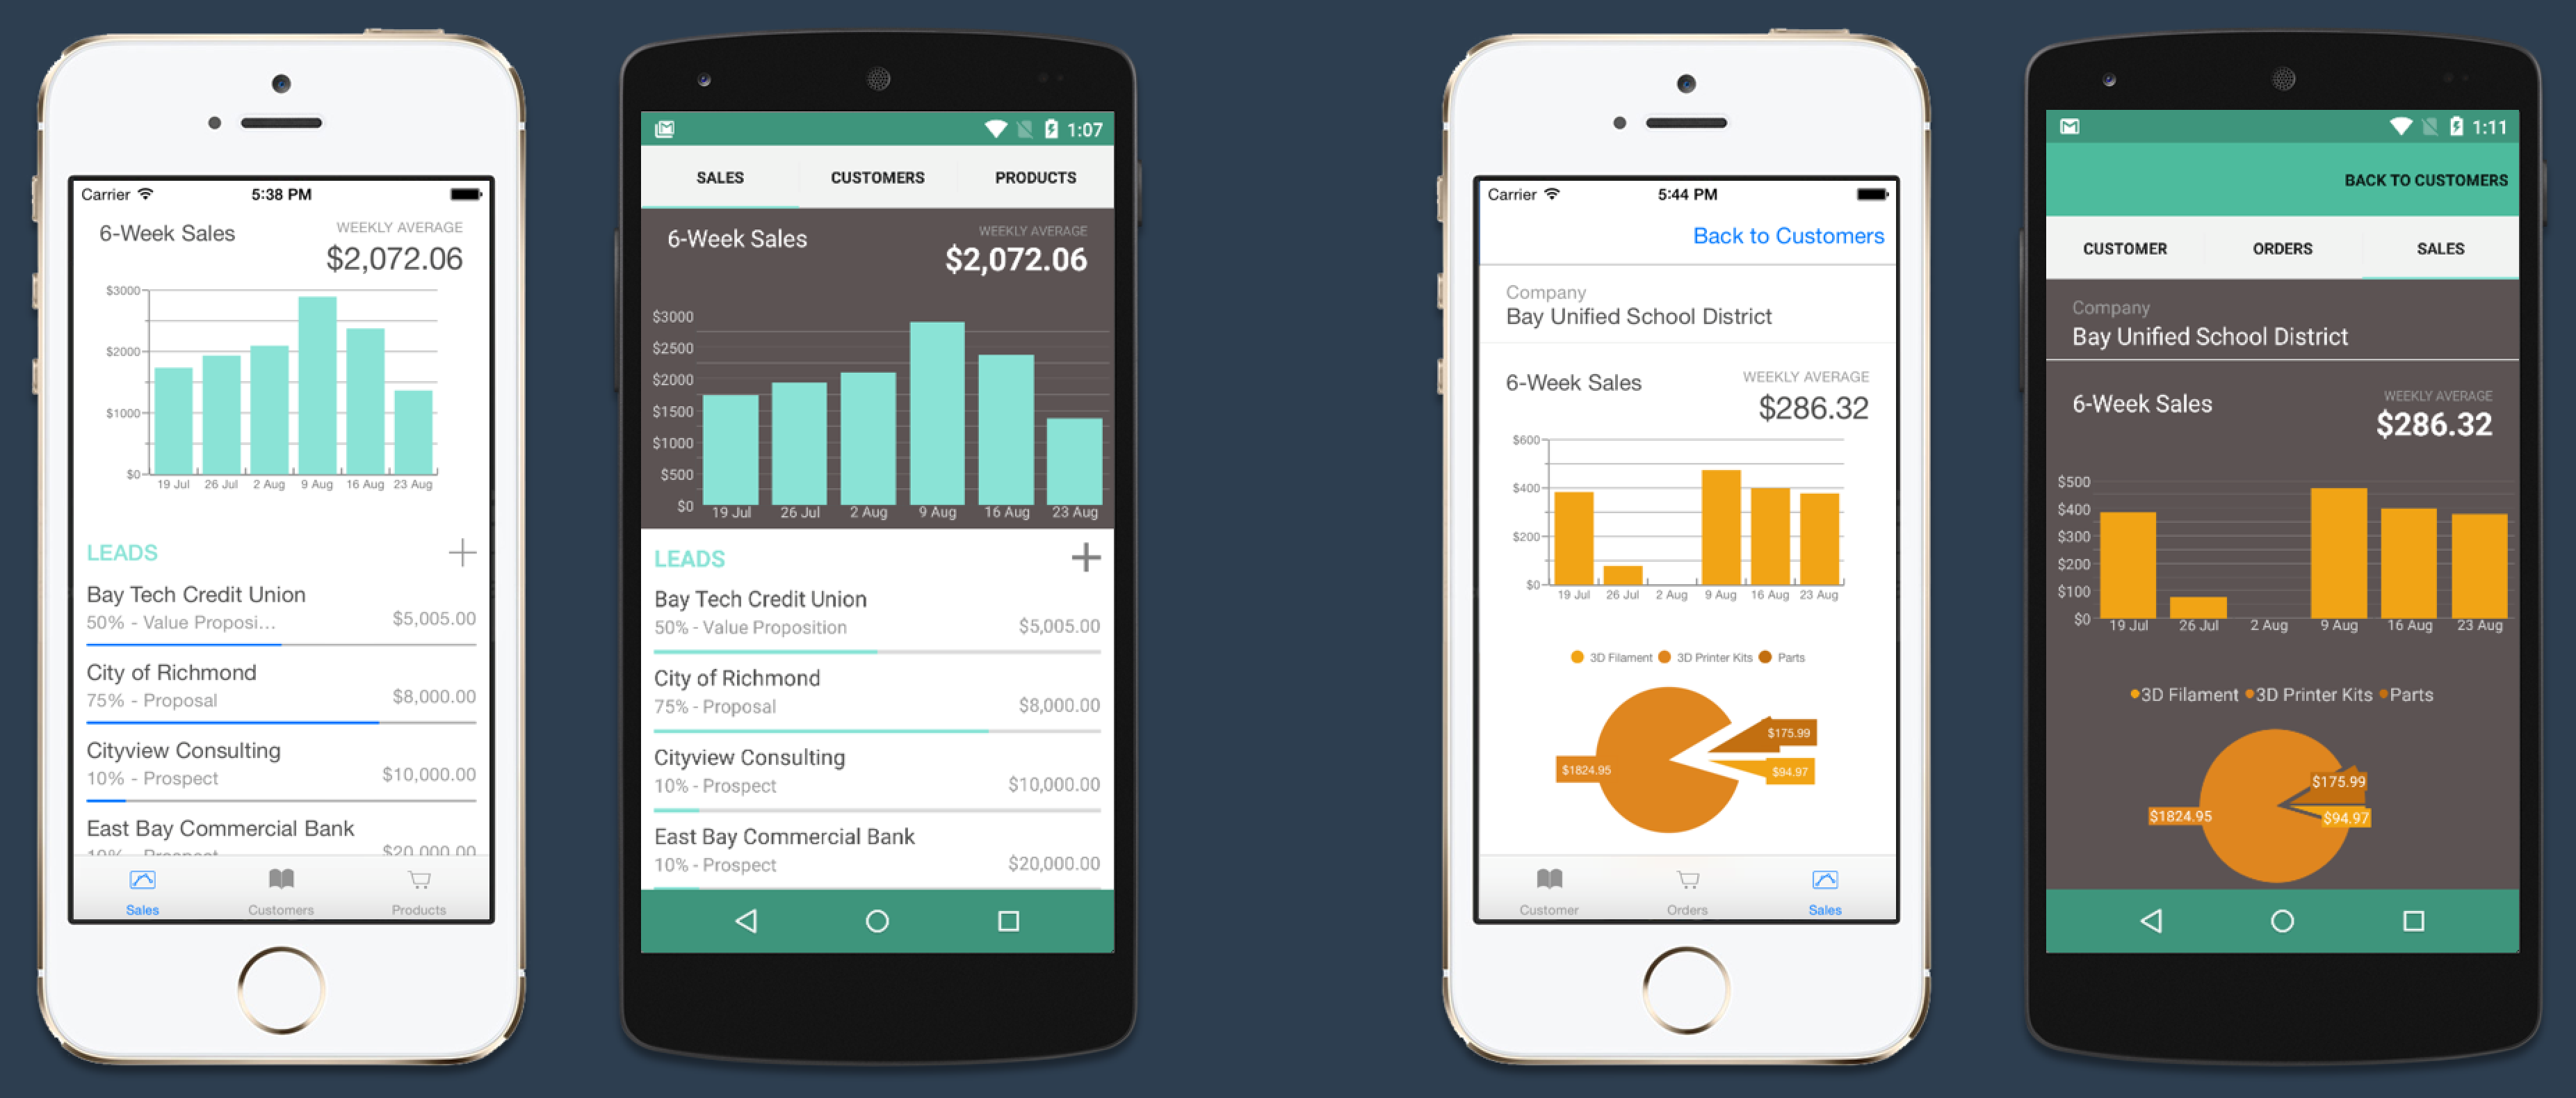 Carrier 5:38 PM
6-Week Sales WEEKLY AVERAGE
$2,072.06
$3000
$2000
$1000
$0
19 Jul 26 Jul 2 Aug 9 Aug 16 Aug 23 Aug
LEADS
Bay Tech Credit Union
50% - Value Proposi... $5,005.00
City of Richmond
75% - Proposal $8,000.00
Cityview Consulting
10% - Prospect $10,000.00
East Bay Commercial Bank
10% - Prospect $20,000.00
Sales Customers Products
1:07
SALES CUSTOMERS PRODUCTS
6-Week Sales WEEKLY AVERAGE
$2,072.06
$3000
$2500
$2000
$1500
$1000
$500
$0
19 Jul 26 Jul 2 Aug 9 Aug 16 Aug 23 Aug
LEADS
Bay Tech Credit Union
50% - Value Proposition $5,005.00
City of Richmond
75% - Proposal $8,000.00
Cityview Consulting
10% - Prospect $10,000.00
East Bay Commercial Bank
10% - Prospect $20,000.00
Carrier 5:44 PM
Back to Customers
Company
Bay Unified School District
6-Week Sales WEEKLY AVERAGE
$286.32
$600
$400
$200
$0
19 Jul 26 Jul 2 Aug 9 Aug 16 Aug 23 Aug
3D Filament 3D Printer Kits Parts
$175.99
$1824.95 $94.97
Customer Orders Sales
1:11
BACK TO CUSTOMERS
CUSTOMER ORDERS SALES
Company
Bay Unified School District
6-Week Sales WEEKLY AVERAGE
$286.32
$500
$400
$300
$200
$100
$0
19 Jul 26 Jul 2 Aug 9 Aug 16 Aug 23 Aug
3D Filament 3D Printer Kits Parts
$175.99
$1824.95 $94.97